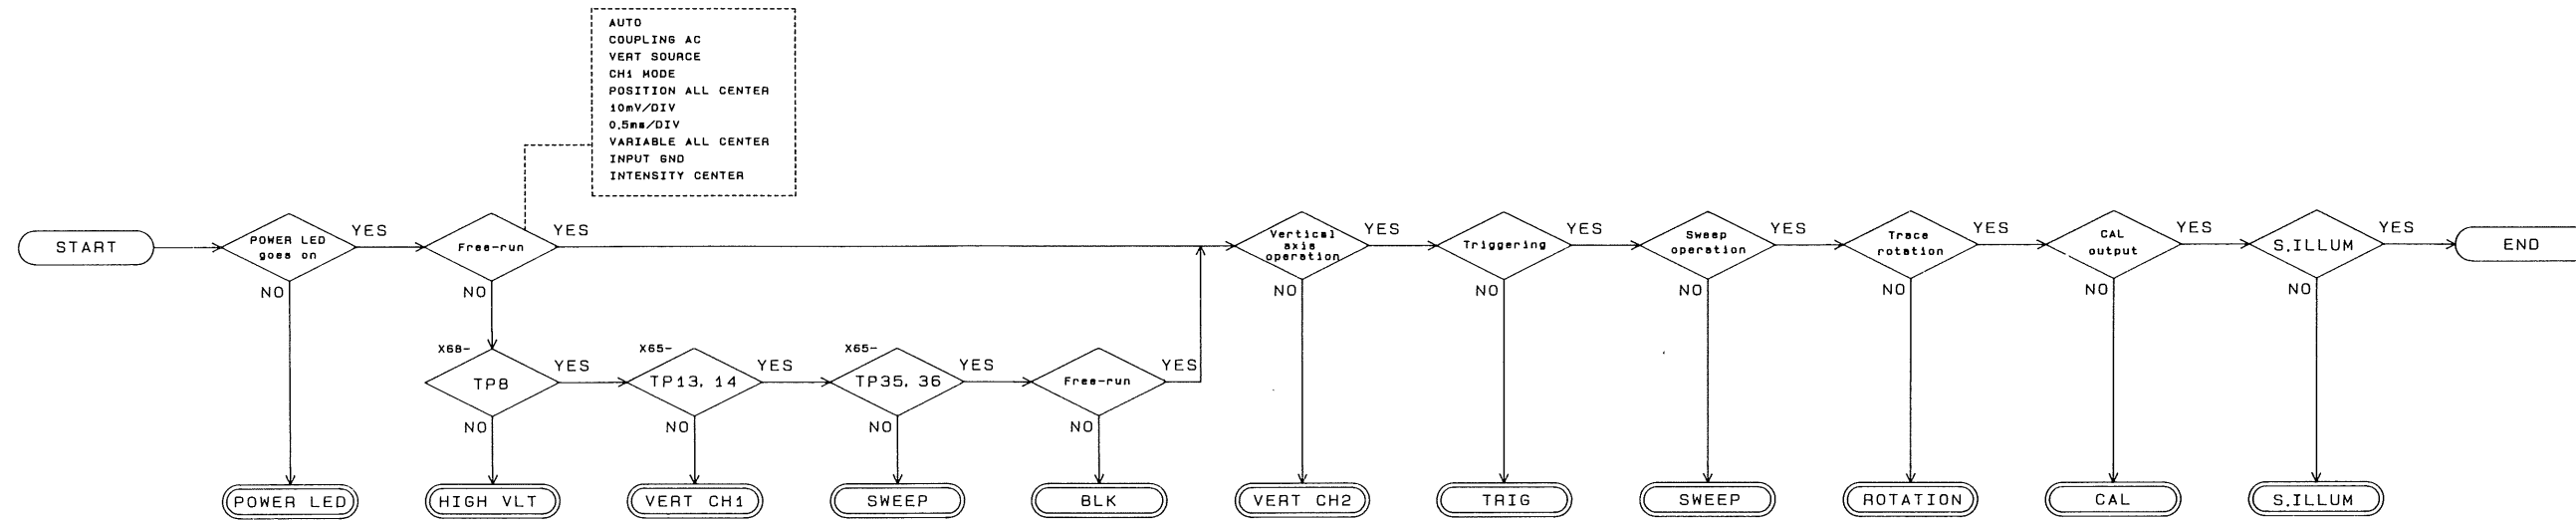 AUTO
COUPLING AC
VERT SOURCE
CH1 MODE
POSITION ALL CENTER
10mV/DIV
0.5ms/DIV
VARIABLE ALL CENTER
INPUT GND
INTENSITY CENTER
START
POWER LED
goes on
YES
NO
Free-run
YES
NO
Vertical
axis
operation
YES
NO
Triggering
YES
NO
Sweep
operation
YES
NO
Trace
rotation
YES
NO
CAL
output
YES
NO
S.ILLUM
YES
NO
END
X68-
TP8
YES
NO
X65-
TP13, 14
YES
NO
X65-
TP35, 36
YES
NO
Free-run
YES
NO
POWER LED
HIGH VLT
VERT CH1
SWEEP
BLK
VERT CH2
TRIG
SWEEP
ROTATION
CAL
S.ILLUM